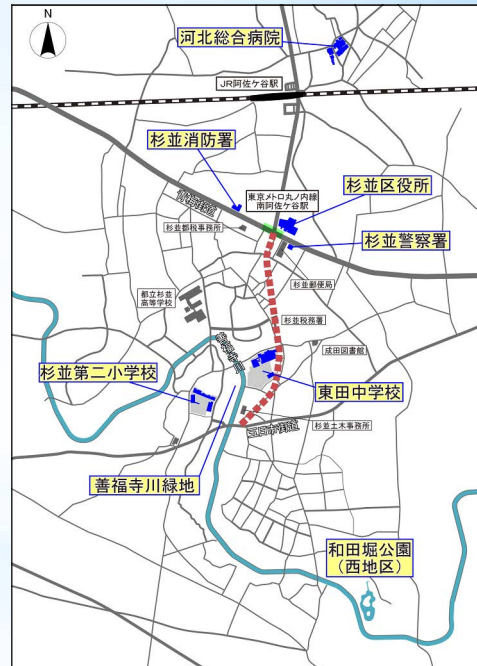 N
河北総合病院
JR阿佐ケ谷駅
杉並消防署
青梅街道
東京メトロ丸ノ内線
南阿佐ケ谷駅
杉並区役所
杉並都税事務所
杉並警察署
杉並郵便局
都立杉並
高等学校
杉並税務署
善福寺川
成田図書館
杉並第二小学校
東田中学校
五日市街道
杉並土木事務所
善福寺川緑地
和田堀公園
（西地区）